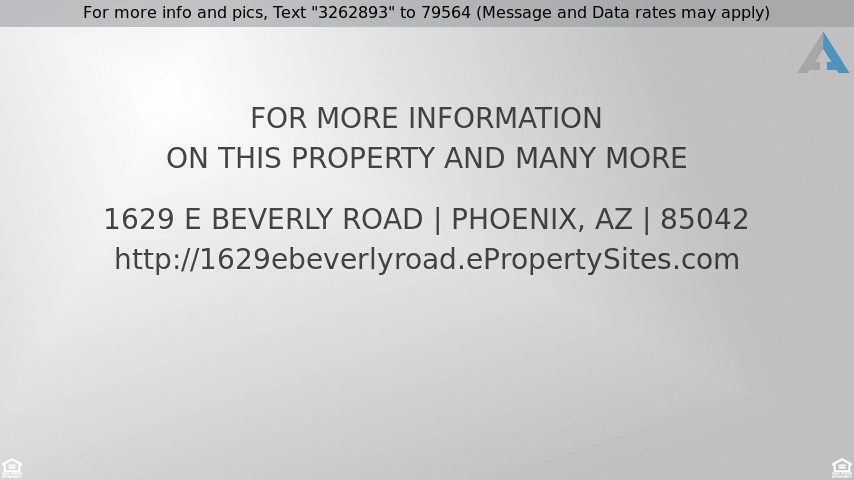 For more info and pics, Text "3262893" to 79564 (Message and Data rates may apply)
FOR MORE INFORMATION
ON THIS PROPERTY AND MANY MORE
1629 E BEVERLY ROAD | PHOENIX, AZ | 85042
http://1629ebeverlyroad.ePropertySites.com